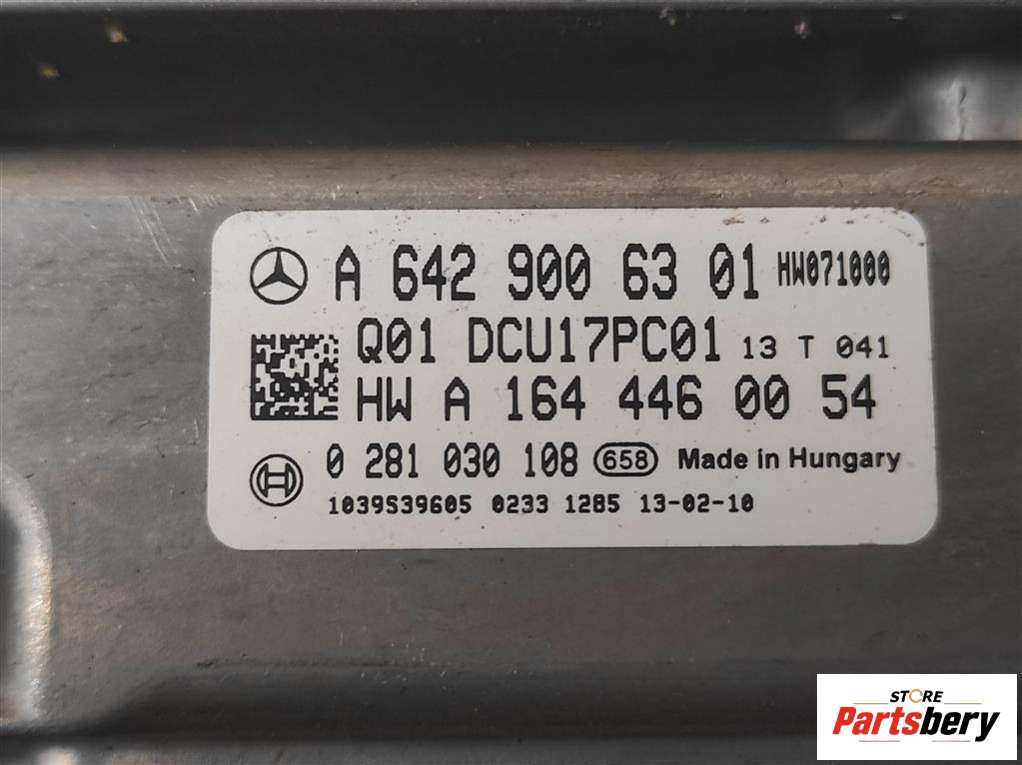 A 642 900 63 01 HW071000
Q01 DCU17PC01 13 T 041
HW A 164 446 00 54
0 281 030 108 658 Made in Hungary
1039S39605 0233 1285 13-02-10
STORE
Partsbery